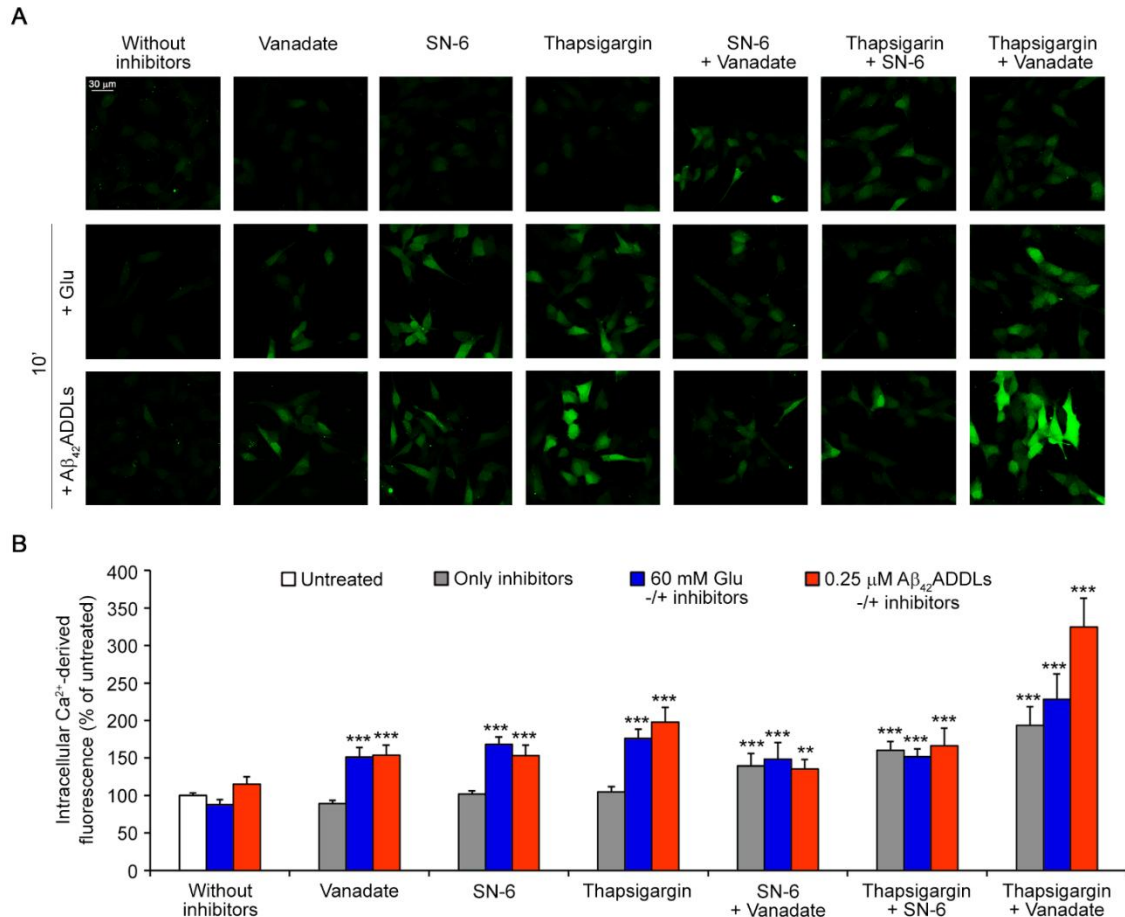 A
Without
inhibitors
Vanadate
SN-6
Thapsigargin
SN-6
+ Vanadate
Thapsigarin
+ SN-6
Thapsigargin
+ Vanadate
30 μm
10'
+ Glu
+ Aβ42ADDLs
B
Intracellular Ca2+-derived
fluorescence (% of untreated)
400
350
300
250
200
150
100
50
0
Untreated
Only inhibitors
60 mM Glu
-/+ inhibitors
0.25 μM Aβ42ADDLs
-/+ inhibitors
*** ***
*** ***
*** ***
*** *** **
*** *** ***
*** *** ***
Without
inhibitors
Vanadate
SN-6
Thapsigargin
SN-6
+ Vanadate
Thapsigargin
+ SN-6
Thapsigargin
+ Vanadate